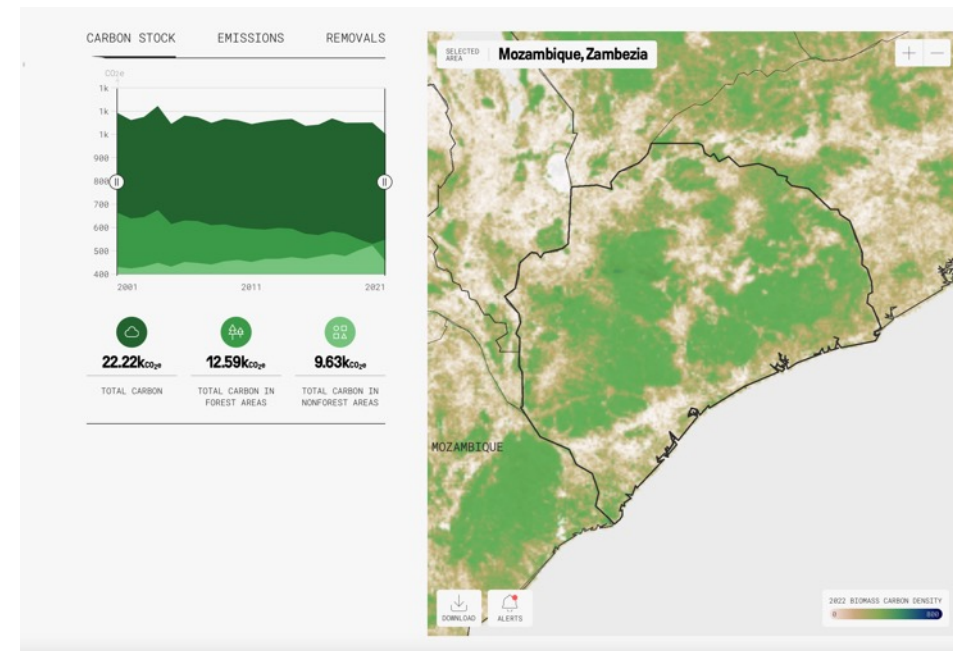 CARBON STOCK EMISSIONS REMOVALS
CO₂e
1k
1k
1k
900
800
700
600
500
400
2001 2011 2021
22.22kCO₂e 12.59kCO₂e 9.63kCO₂e
TOTAL CARBON TOTAL CARBON IN TOTAL CARBON IN
FOREST AREAS NONFOREST AREAS
SELECTED
AREA
Mozambique, Zambezia
+ −
MOZAMBIQUE
DOWNLOAD ALERTS
2022 BIOMASS CARBON DENSITY
0 800